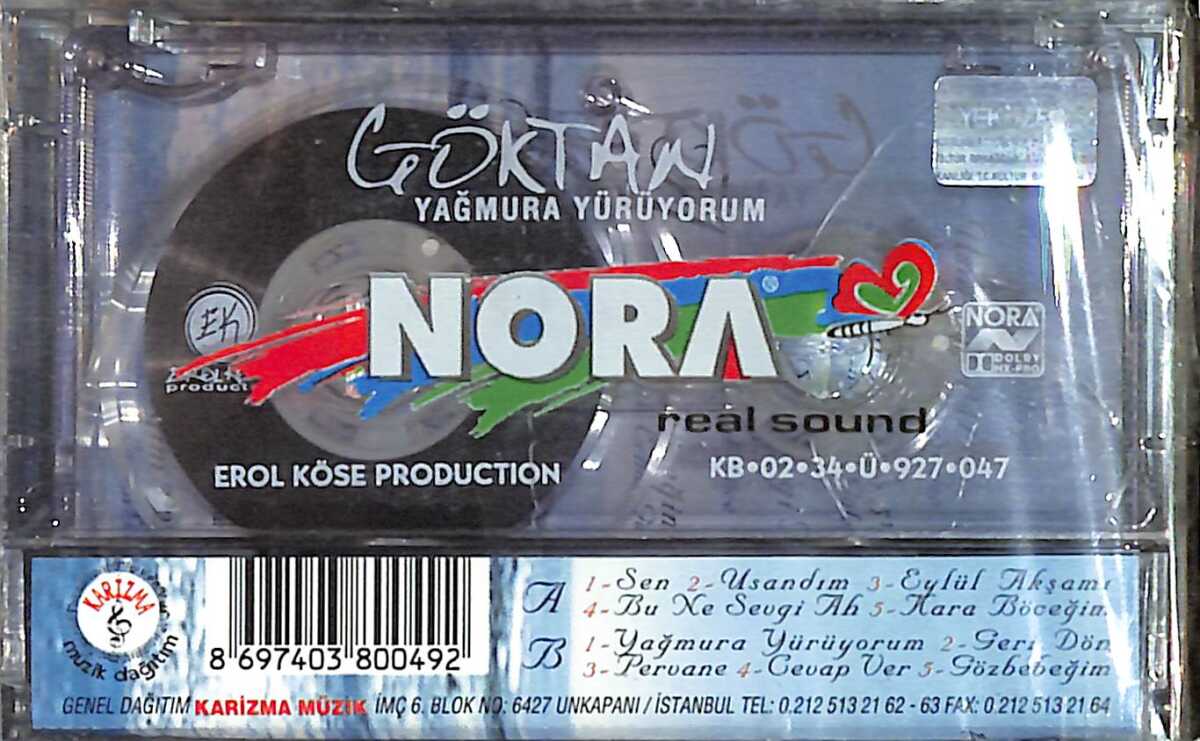 GÖKTAN
YAĞMURA YÜRÜYORUM
NORA®
real sound
EK
product
NORA
DOLBY
HX-PRO
EROL KÖSE PRODUCTION
KB•02•34•Ü•927•047
KARİZMA
müzik dağıtım
8 697403 800492
A 1-Sen 2-Usandım 3-Eylül Akşamı
4-Bu Ne Sevgi Ah 5-Kara Böceğim
B 1-Yağmura Yürüyorum 2-Geri Dön
3-Pervane 4-Cevap Ver 5-Gözbebeğim
GENEL DAĞITIM KARİZMA MÜZİK İMÇ 6. BLOK NO: 6427 UNKAPANI / İSTANBUL TEL: 0.212 513 21 62 - 63 FAX: 0 212 513 21 64